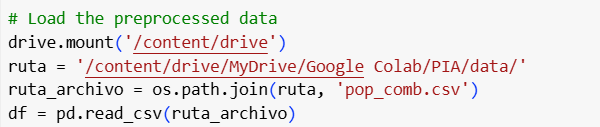 # Load the preprocessed data
drive.mount('/content/drive')
ruta = '/content/drive/MyDrive/Google Colab/PIA/data/'
ruta_archivo = os.path.join(ruta, 'pop_comb.csv')
df = pd.read_csv(ruta_archivo)